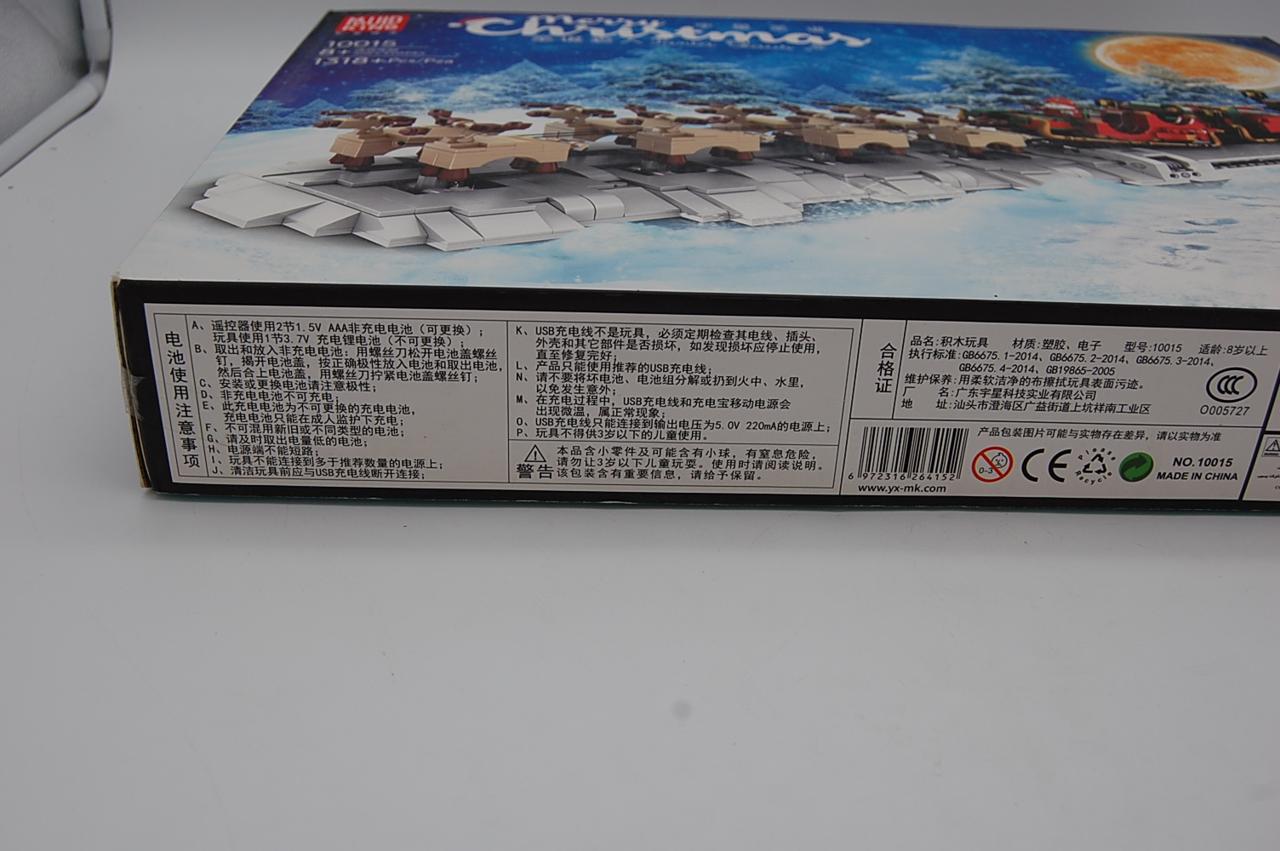 MOULD
KING
Merry
Christmas
10015
8+
1318+Pcs/Pza
电池使用注意事项
A、遥控器使用2节1.5V AAA非充电电池（可更换）；
玩具使用1节3.7V 充电锂电池（不可更换）；
B、取出和放入非充电电池：用螺丝刀松开电池盖螺丝
钉，揭开电池盖，按正确极性放入电池和取出电池，
然后合上电池盖，用螺丝刀拧紧电池盖螺丝钉；
C、安装或更换电池请注意极性；
D、非充电电池不可充电；
E、此充电电池为不可更换的充电电池，
充电电池只能在成人监护下充电；
F、不可混用新旧或不同类型的电池；
G、请及时取出电量低的电池；
H、电源端不能短路；
I、玩具不能连接到多于推荐数量的电源上；
J、清洁玩具前应与USB充电线断开连接；
K、USB充电线不是玩具，必须定期检查其电线、插头、
外壳和其它部件是否损坏，如发现损坏应停止使用，
直至修复完好；
L、产品只能使用推荐的USB充电线；
N、请不要将坏电池、电池组分解或扔到火中、水里，
以免发生意外；
M、在充电过程中，USB充电线和充电宝移动电源会
出现微温，属正常现象；
O、USB充电线只能连接到输出电压为5.0V 220mA的电源上；
P、玩具不得供3岁以下的儿童使用。
警告
本品含小零件及可能含有小球，有窒息危险，
请勿让3岁以下儿童玩耍。使用时请阅读说明。
该包装含有重要信息，请给予保留。
合格证
品名：积木玩具 材质：塑胶、电子 型号：10015 适龄：8岁以上
执行标准：GB6675.1-2014、GB6675.2-2014、GB6675.3-2014、
GB6675.4-2014、GB19865-2005
维护保养：用柔软洁净的布擦拭玩具表面污迹。
厂 名：广东宇星科技实业有限公司
地 址：汕头市澄海区广益街道上坑祥南工业区
CCC
O005727
产品包装图片可能与实物存在差异，请以实物为准
6 972316 264152
www.yx-mk.com
0-3
CE
PLEASE
RECYCLE
NO.10015
MADE IN CHINA